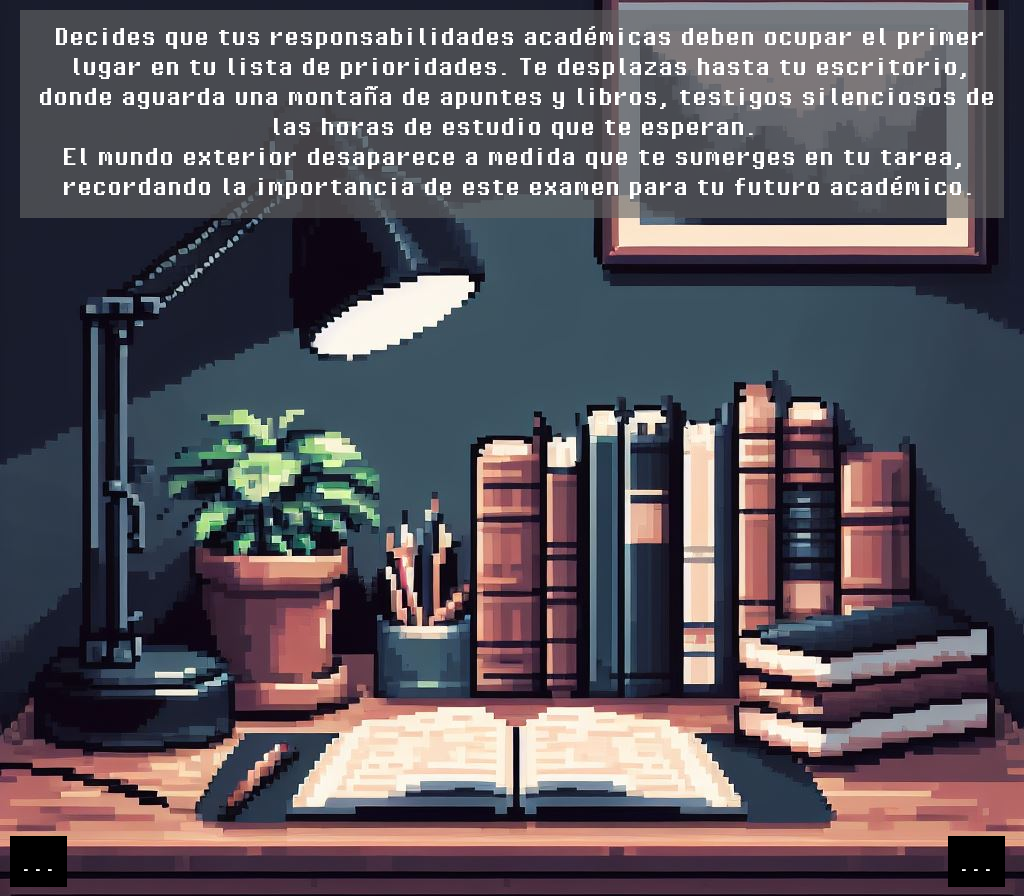 Decides que tus responsabilidades académicas deben ocupar el primer
lugar en tu lista de prioridades. Te desplazas hasta tu escritorio,
donde aguarda una montaña de apuntes y libros, testigos silenciosos de
las horas de estudio que te esperan.
El mundo exterior desaparece a medida que te sumerges en tu tarea,
recordando la importancia de este examen para tu futuro académico.
... ...